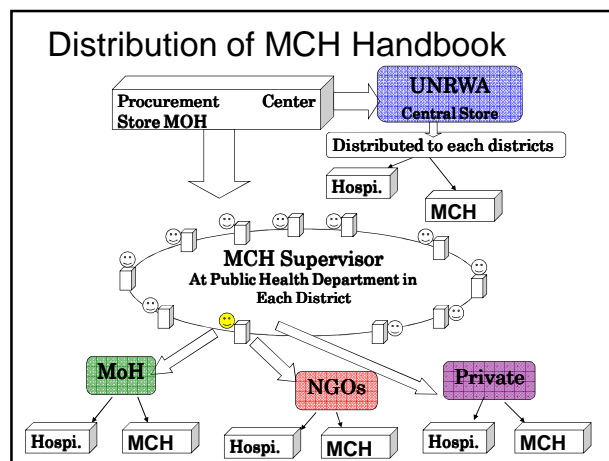 Distribution of MCH Handbook
Procurement Center
Store MOH
UNRWA
Central Store
Distributed to each districts
Hospi.
MCH
MCH Supervisor
At Public Health Department in
Each District
MoH
NGOs
Private
Hospi.
MCH
Hospi.
MCH
Hospi.
MCH